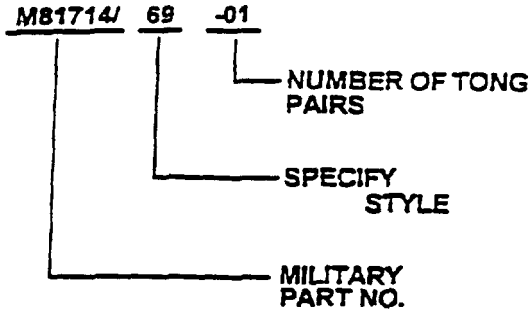 M81714/ 69 -01
NUMBER OF TONG
PAIRS
SPECIFY
STYLE
MILITARY
PART NO.